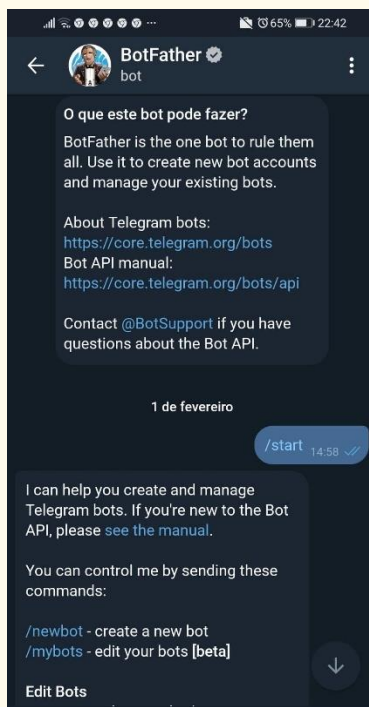 65% 22:42
BotFather
bot
O que este bot pode fazer?
BotFather is the one bot to rule them
all. Use it to create new bot accounts
and manage your existing bots.
About Telegram bots:
https://core.telegram.org/bots
Bot API manual:
https://core.telegram.org/bots/api
Contact @BotSupport if you have
questions about the Bot API.
1 de fevereiro
/start 14:58
I can help you create and manage
Telegram bots. If you're new to the Bot
API, please see the manual.
You can control me by sending these
commands:
/newbot - create a new bot
/mybots - edit your bots [beta]
Edit Bots